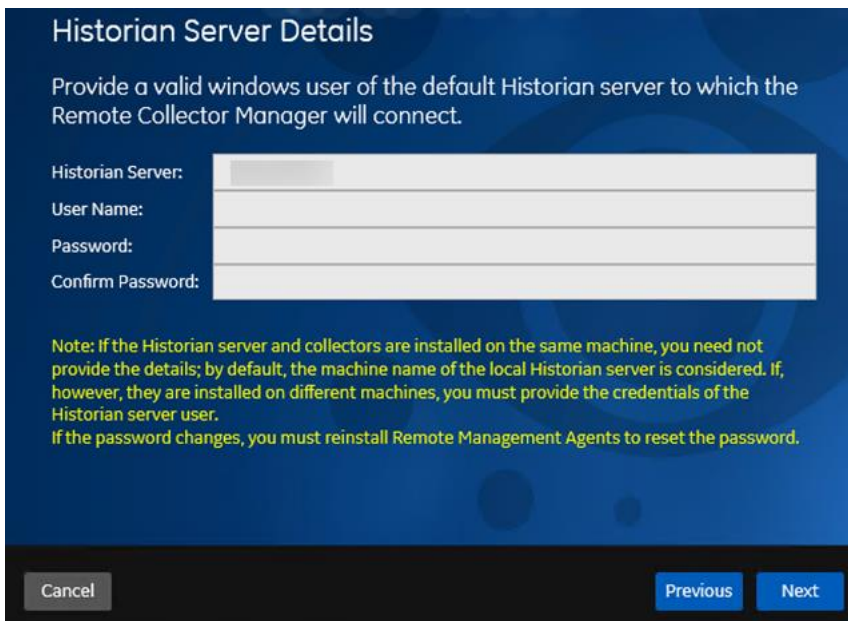 Historian Server Details
Provide a valid windows user of the default Historian server to which the
Remote Collector Manager will connect.
Historian Server:
User Name:
Password:
Confirm Password:
Note: If the Historian server and collectors are installed on the same machine, you need not
provide the details; by default, the machine name of the local Historian server is considered. If,
however, they are installed on different machines, you must provide the credentials of the
Historian server user.
If the password changes, you must reinstall Remote Management Agents to reset the password.
Cancel
Previous
Next